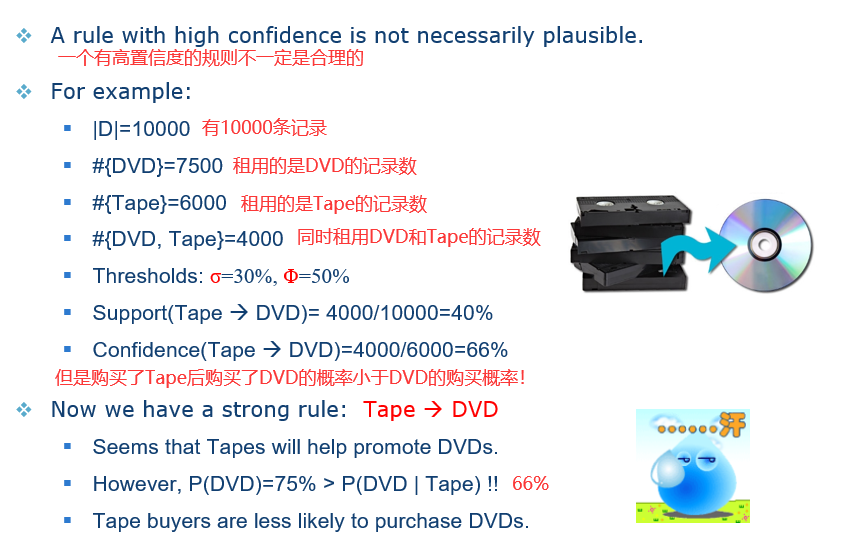 A rule with high confidence is not necessarily plausible.
一个有高置信度的规则不一定是合理的
For example:
|D|=10000 有10000条记录
#{DVD}=7500 租用的是DVD的记录数
#{Tape}=6000 租用的是Tape的记录数
#{DVD, Tape}=4000 同时租用DVD和Tape的记录数
Thresholds: σ=30%, Φ=50%
Support(Tape → DVD)= 4000/10000=40%
Confidence(Tape → DVD)=4000/6000=66%
但是购买了Tape后购买了DVD的概率小于DVD的购买概率!
Now we have a strong rule: Tape → DVD
……汗
Seems that Tapes will help promote DVDs.
However, P(DVD)=75% > P(DVD | Tape) !! 66%
Tape buyers are less likely to purchase DVDs.